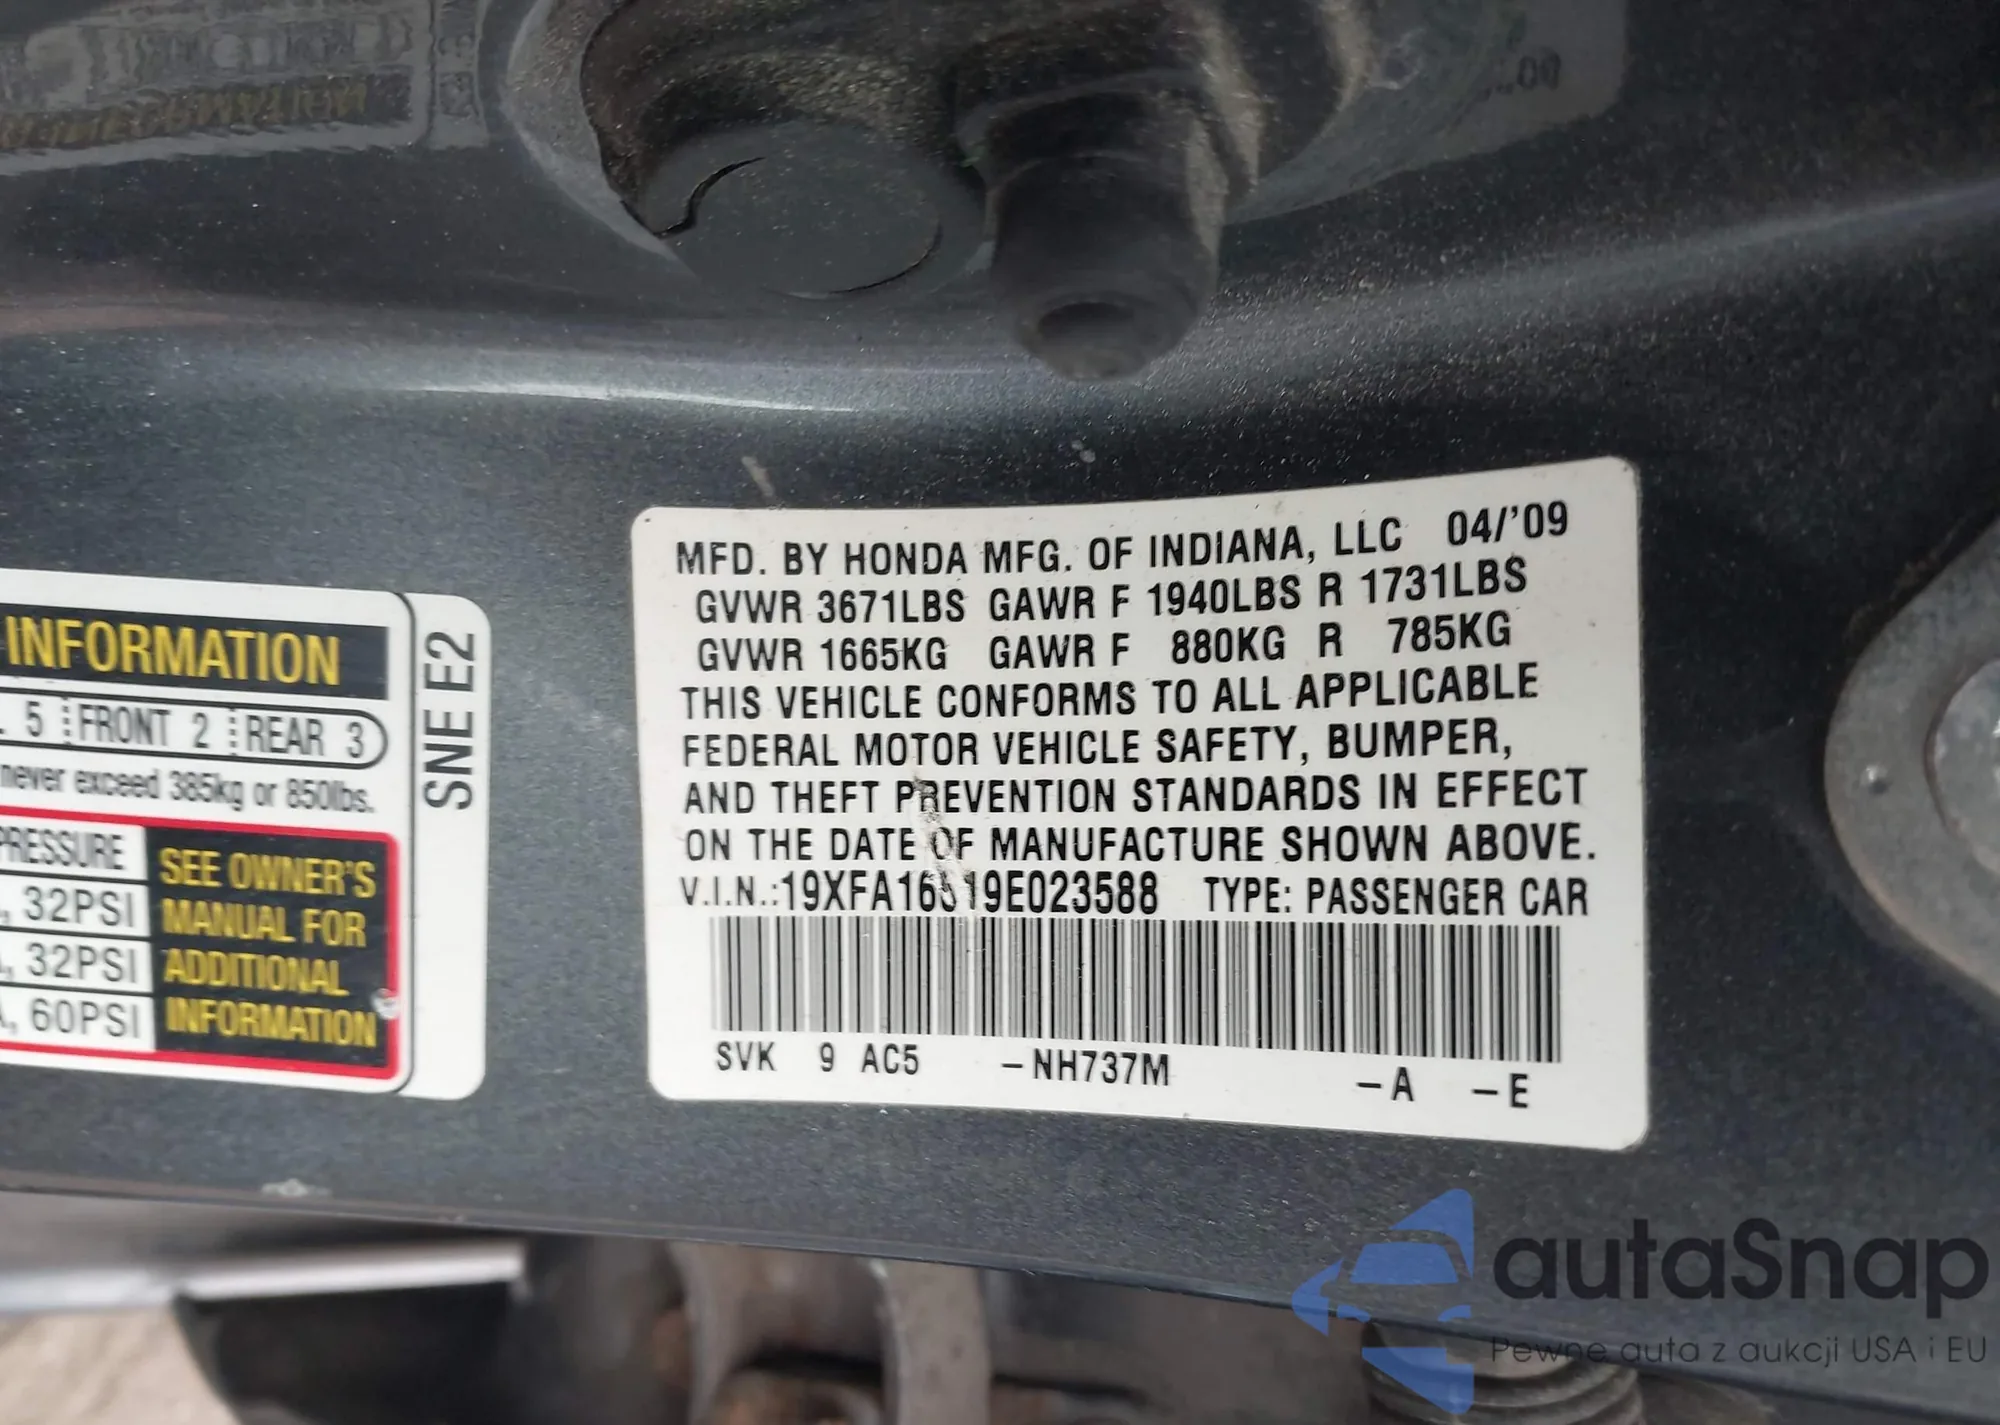 INFORMATION
5 FRONT 2 REAR 3
never exceed 385kg or 850lbs.
PRESSURE
32PSI
32PSI
60PSI
SEE OWNER'S
MANUAL FOR
ADDITIONAL
INFORMATION
SNE E2
MFD. BY HONDA MFG. OF INDIANA, LLC 04/'09
GVWR 3671LBS GAWR F 1940LBS R 1731LBS
GVWR 1665KG GAWR F 880KG R 785KG
THIS VEHICLE CONFORMS TO ALL APPLICABLE
FEDERAL MOTOR VEHICLE SAFETY, BUMPER,
AND THEFT PREVENTION STANDARDS IN EFFECT
ON THE DATE OF MANUFACTURE SHOWN ABOVE.
V.I.N.:19XFA16519E023588 TYPE: PASSENGER CAR
SVK 9 AC5 -NH737M -A -E
autaSnap
Pewne auta z aukcji USA i EU